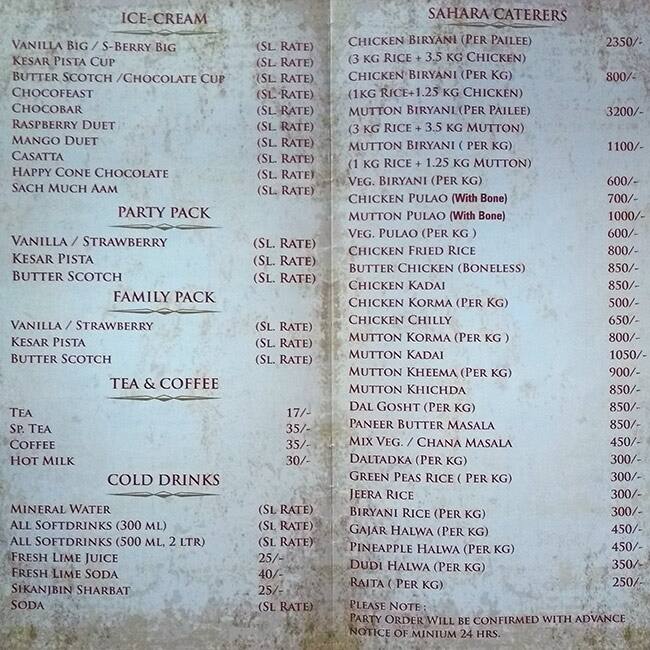 ICE-CREAM
VANILLA BIG / S-BERRY BIG (SL. RATE)
KESAR PISTA CUP (SL. RATE)
BUTTER SCOTCH /CHOCOLATE CUP (SL. RATE)
CHOCOFEAST (SL. RATE)
CHOCOBAR (SL. RATE)
RASPBERRY DUET (SL. RATE)
MANGO DUET (SL. RATE)
CASATTA (SL. RATE)
HAPPY CONE CHOCOLATE (SL. RATE)
SACH MUCH AAM (SL. RATE)
PARTY PACK
VANILLA / STRAWBERRY (SL. RATE)
KESAR PISTA (SL. RATE)
BUTTER SCOTCH (SL. RATE)
FAMILY PACK
VANILLA / STRAWBERRY (SL. RATE)
KESAR PISTA (SL. RATE)
BUTTER SCOTCH (SL. RATE)
TEA & COFFEE
TEA 17/-
SP. TEA 35/-
COFFEE 35/-
HOT MILK 30/-
COLD DRINKS
MINERAL WATER (SL RATE)
ALL SOFTDRINKS (300 ML) (SL RATE)
ALL SOFTDRINKS (500 ML, 2 LTR) (SL RATE)
FRESH LIME JUICE 25/-
FRESH LIME SODA 40/-
SIKANJBIN SHARBAT 25/-
SODA (SL RATE)
SAHARA CATERERS
CHICKEN BIRYANI (PER PAILEE) 2350/-
(3 KG RICE + 3.5 KG CHICKEN)
CHICKEN BIRYANI (PER KG) 800/-
(1KG RICE+1.25 KG CHICKEN)
MUTTON BIRYANI (PER PAILEE) 3200/-
(3 KG RICE + 3.5 KG MUTTON)
MUTTON BIRYANI ( PER KG) 1100/-
(1 KG RICE + 1.25 KG MUTTON)
VEG. BIRYANI (PER KG) 600/-
CHICKEN PULAO (With Bone) 700/-
MUTTON PULAO (With Bone) 1000/-
VEG. PULAO (PER KG ) 600/-
CHICKEN FRIED RICE 800/-
BUTTER CHICKEN (BONELESS) 850/-
CHICKEN KADAI 850/-
CHICKEN KORMA (PER KG) 500/-
CHICKEN CHILLY 650/-
MUTTON KORMA (PER KG ) 800/-
MUTTON KADAI 1050/-
MUTTON KHEEMA (PER KG) 900/-
MUTTON KHICHDA 850/-
DAL GOSHT (PER KG) 850/-
PANEER BUTTER MASALA 850/-
MIX VEG. / CHANA MASALA 450/-
DALTADKA (PER KG) 300/-
GREEN PEAS RICE ( PER KG) 300/-
JEERA RICE 300/-
BIRYANI RICE (PER KG) 300/-
GAJAR HALWA (PER KG) 450/-
PINEAPPLE HALWA (PER KG) 450/-
DUDI HALWA (PER KG) 350/-
RAITA ( PER KG) 250/-
PLEASE NOTE :
PARTY ORDER WILL BE CONFIRMED WITH ADVANCE
NOTICE OF MINIUM 24 HRS.